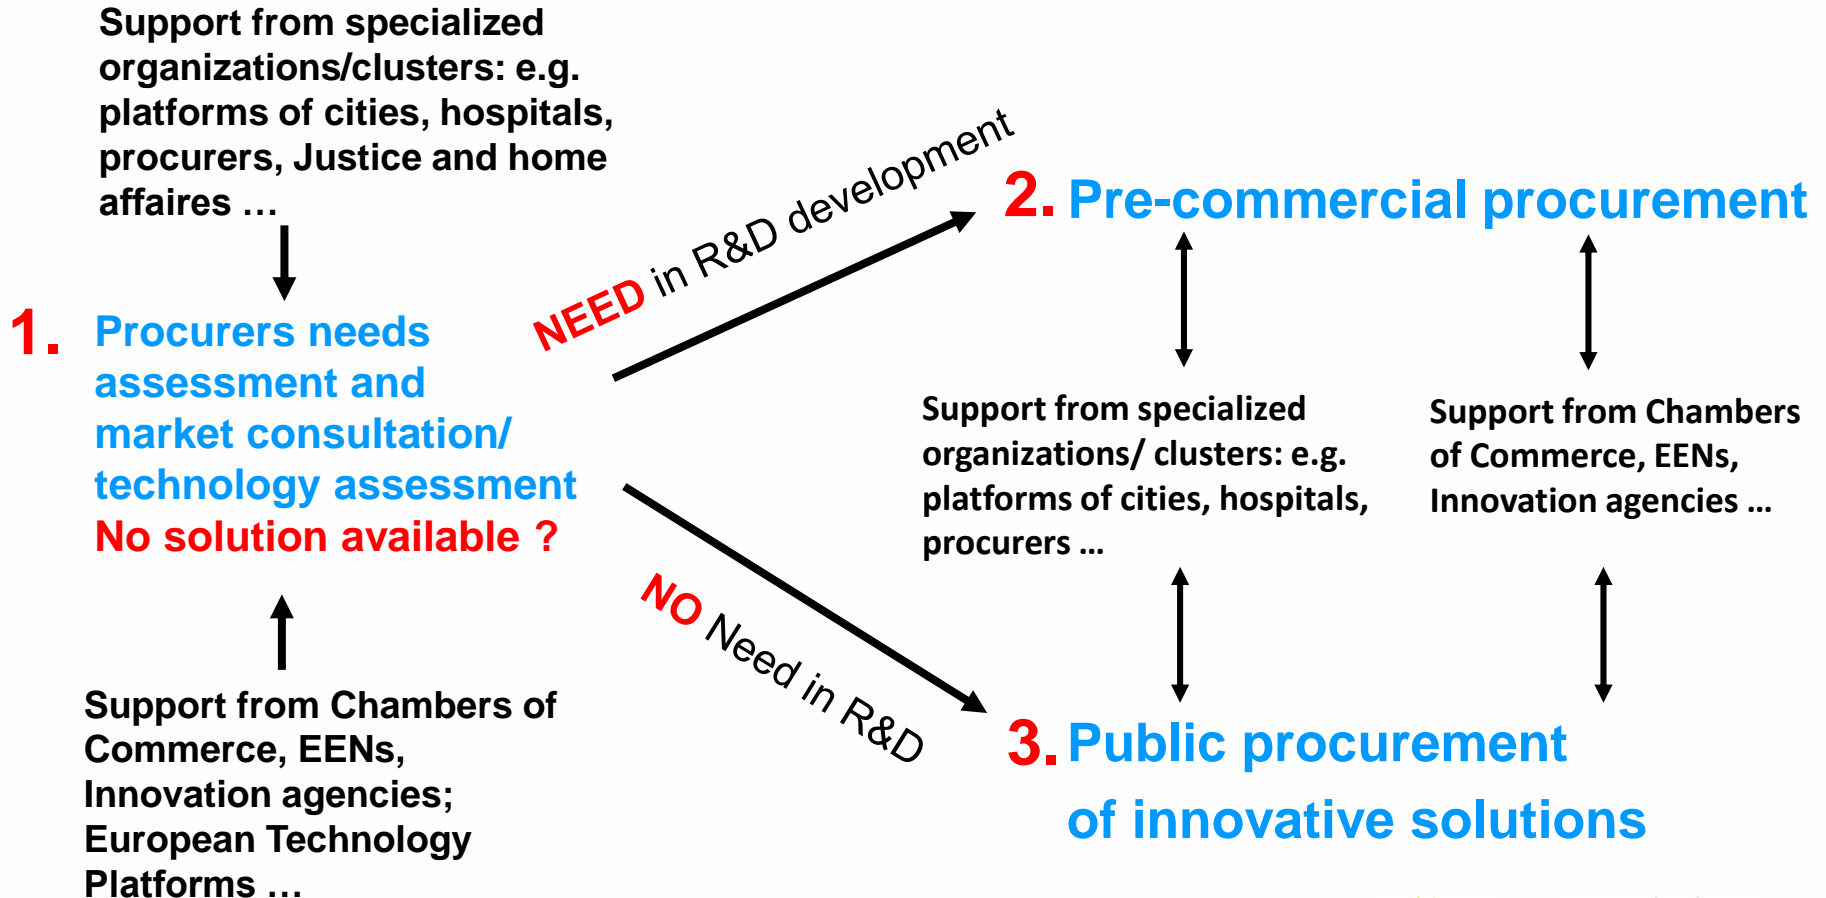 Support from specialized
organizations/clusters: e.g.
platforms of cities, hospitals,
procurers, Justice and home
affaires …
1.
Procurers needs
assessment and
market consultation/
technology assessment
No solution available ?
Support from Chambers of
Commerce, EENs,
Innovation agencies;
European Technology
Platforms …
NEED in R&D development
NO Need in R&D
2. Pre-commercial procurement
Support from specialized
organizations/ clusters: e.g.
platforms of cities, hospitals,
procurers …
Support from Chambers
of Commerce, EENs,
Innovation agencies …
3. Public procurement
of innovative solutions